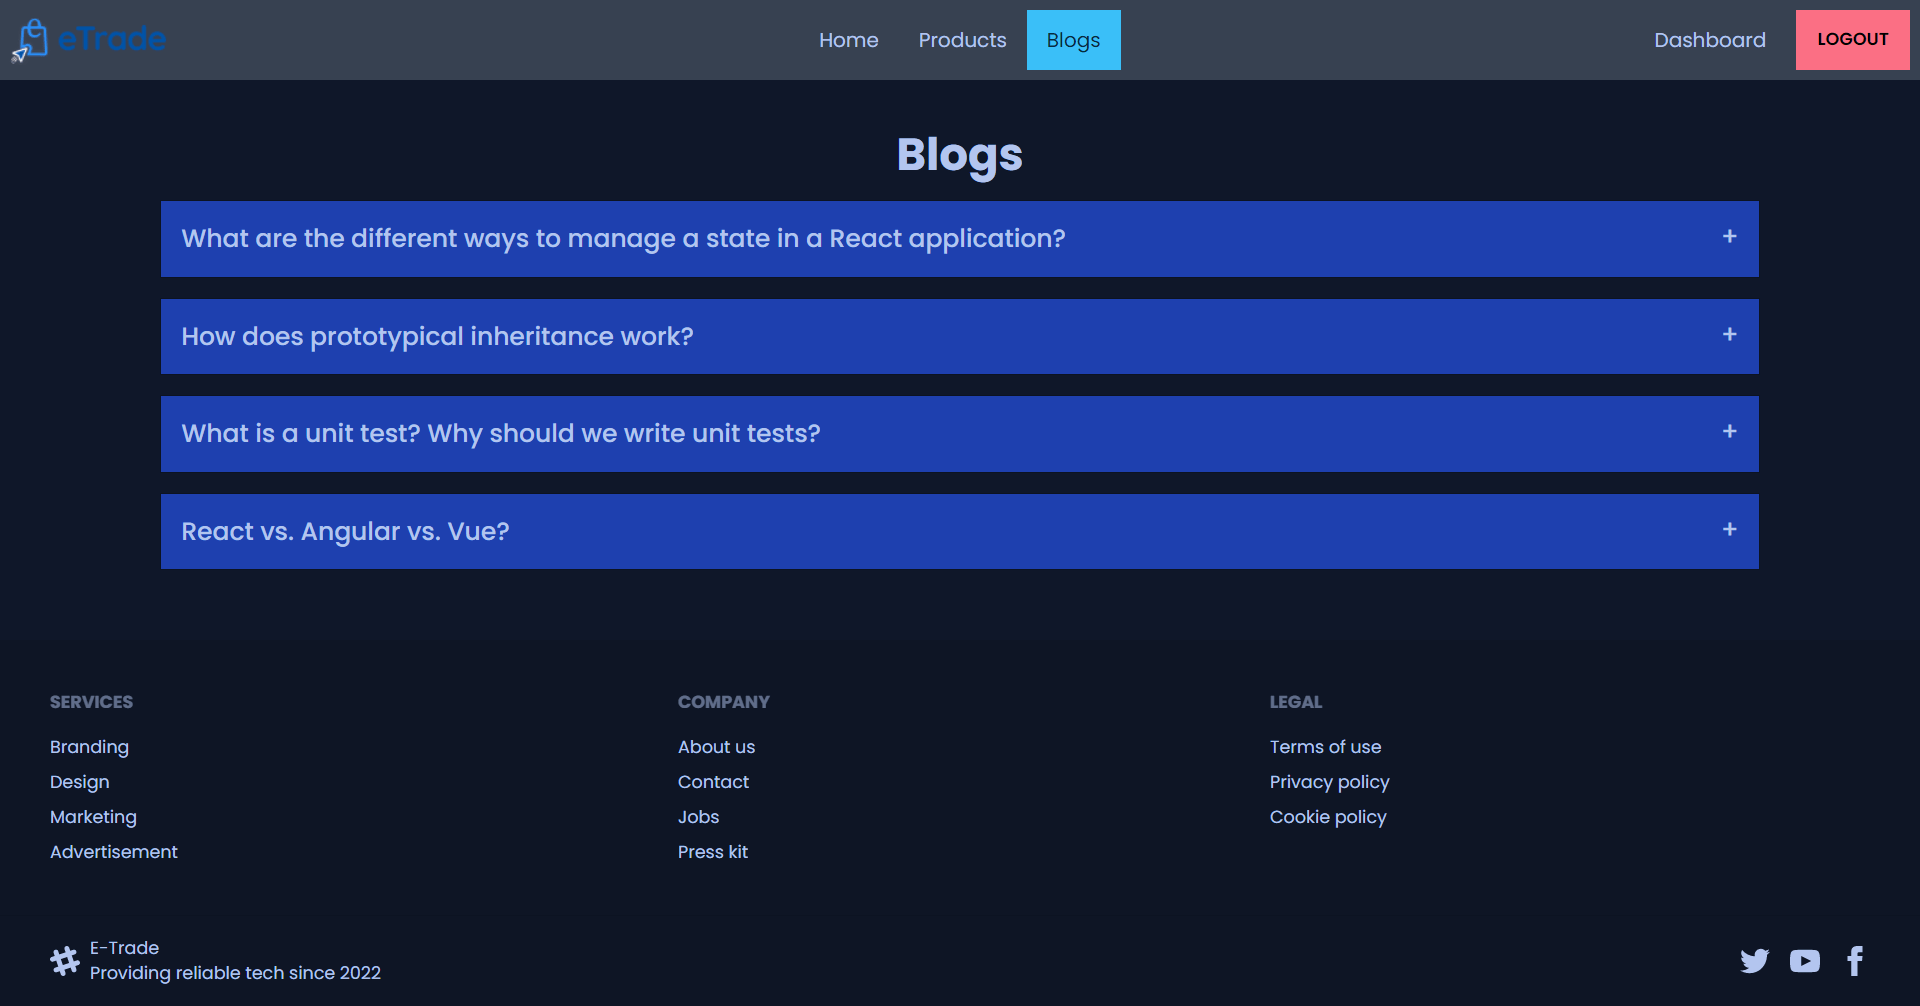 eTrade
Home
Products
Blogs
Dashboard
LOGOUT
Blogs
What are the different ways to manage a state in a React application?
+
How does prototypical inheritance work?
+
What is a unit test? Why should we write unit tests?
+
React vs. Angular vs. Vue?
+
SERVICES
Branding
Design
Marketing
Advertisement
COMPANY
About us
Contact
Jobs
Press kit
LEGAL
Terms of use
Privacy policy
Cookie policy
E-Trade
Providing reliable tech since 2022